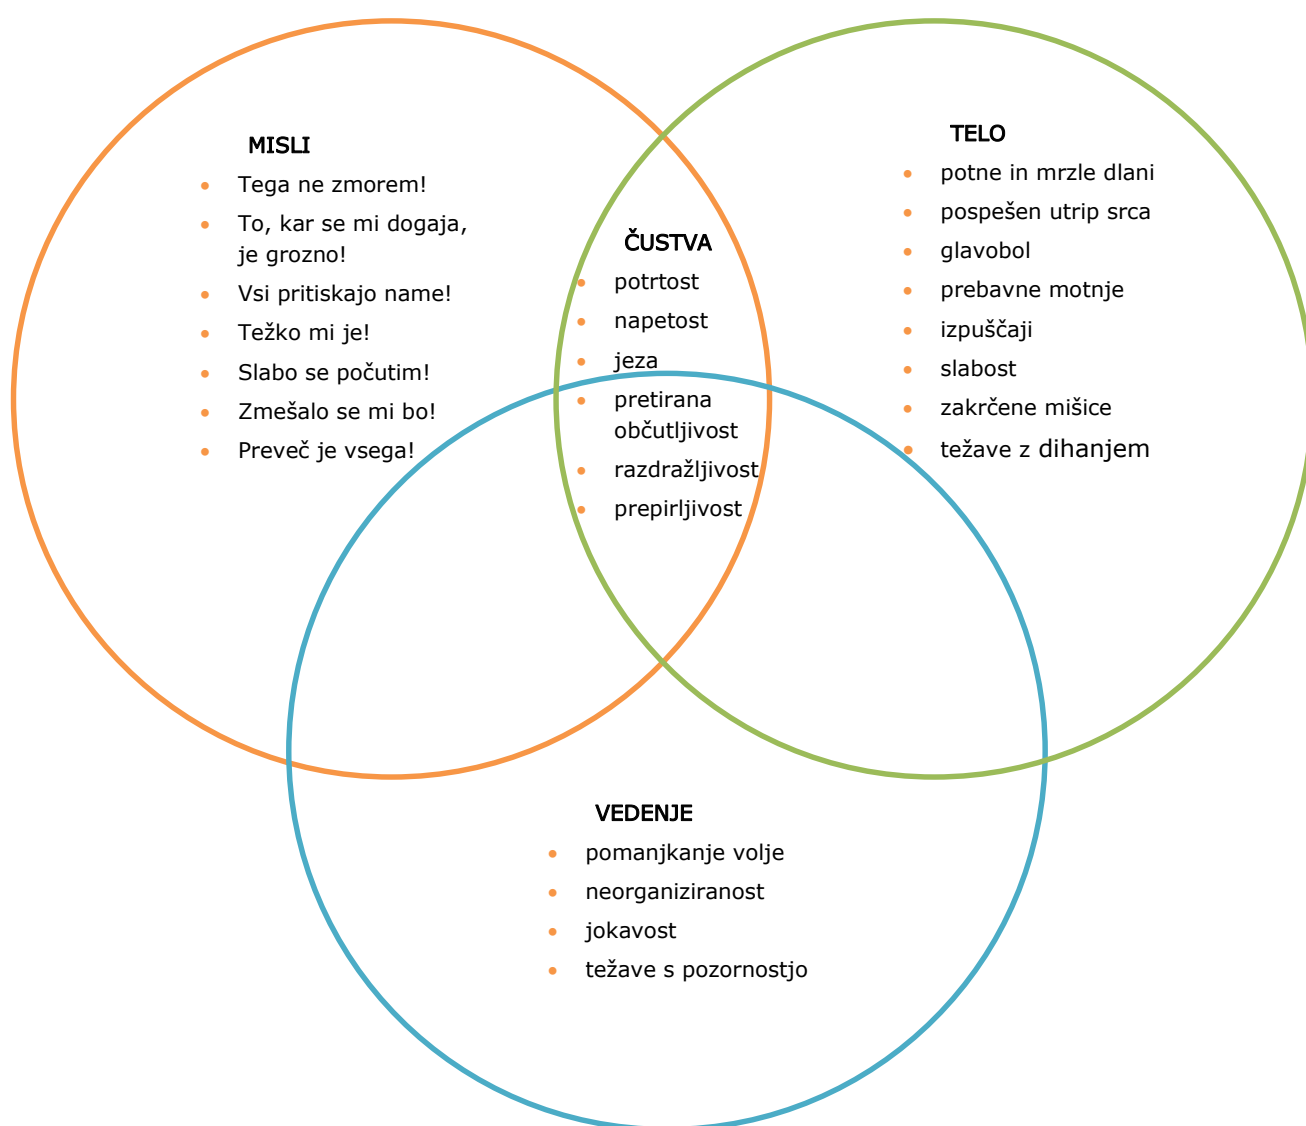 MISLI
• Tega ne zmorem!
• To, kar se mi dogaja,
je grozno!
• Vsi pritiskajo name!
• Težko mi je!
• Slabo se počutim!
• Zmešalo se mi bo!
• Preveč je vsega!
ČUSTVA
• potrtost
• napetost
• jeza
• pretirana
občutljivost
• razdražljivost
• prepirljivost
TELO
• potne in mrzle dlani
• pospešen utrip srca
• glavobol
• prebavne motnje
• izpuščaji
• slabost
• zakrčene mišice
• težave z dihanjem
VEDENJE
• pomanjkanje volje
• neorganiziranost
• jokavost
• težave s pozornostjo